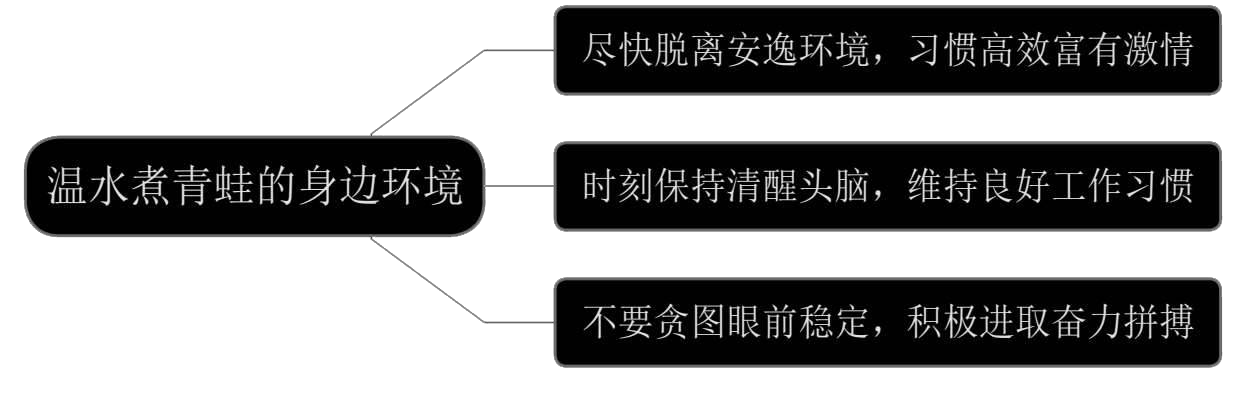 温水煮青蛙的身边环境
尽快脱离安逸环境，习惯高效富有激情
时刻保持清醒头脑，维持良好工作习惯
不要贪图眼前稳定，积极进取奋力拼搏